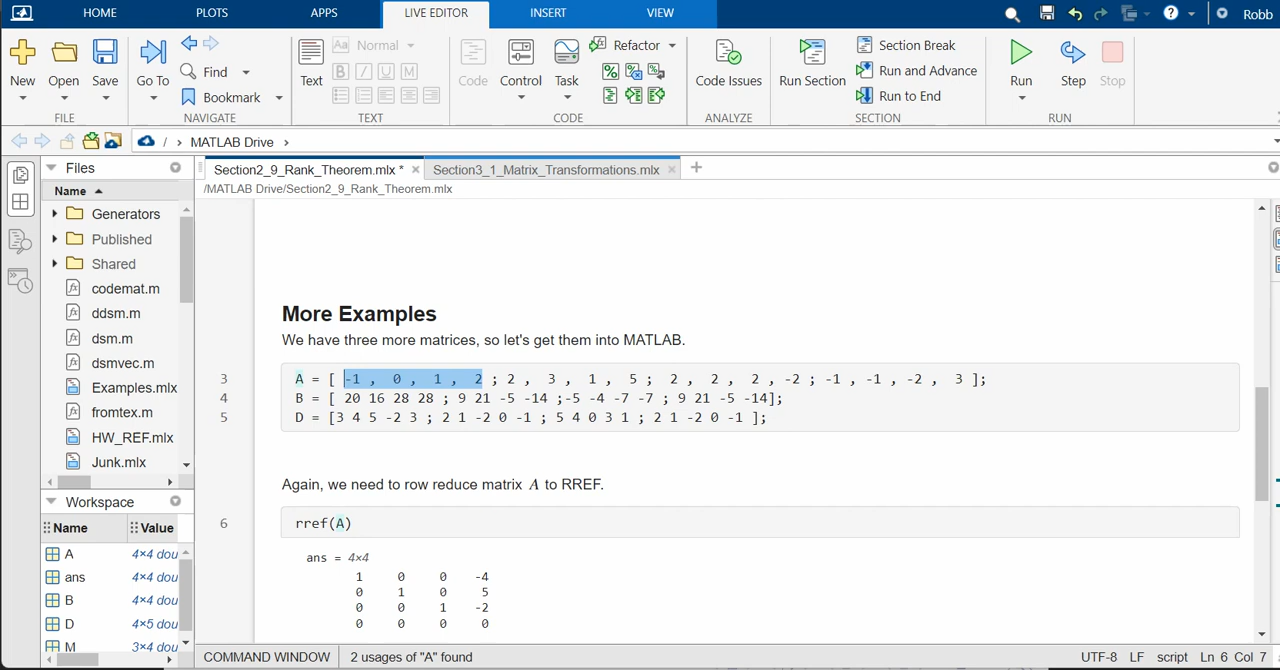 HOME PLOTS APPS LIVE EDITOR INSERT VIEW Robb
New Open Save Go To Find Bookmark Text Aa Normal B I U M Code Control Task Refactor Code Issues Run Section Section Break Run and Advance Run to End Run Step Stop
FILE NAVIGATE TEXT CODE ANALYZE SECTION RUN
/ › MATLAB Drive ›
Files
Name
Generators
Published
Shared
codemat.m
ddsm.m
dsm.m
dsmvec.m
Examples.mlx
fromtex.m
HW_REF.mlx
Junk.mlx
Workspace
Name Value
A 4×4 dou
ans 4×4 dou
B 4×4 dou
D 4×5 dou
M 3×4 dou
Section2_9_Rank_Theorem.mlx * × Section3_1_Matrix_Transformations.mlx × +
/MATLAB Drive/Section2_9_Rank_Theorem.mlx
More Examples
We have three more matrices, so let's get them into MATLAB.
3 A = [ -1 , 0 , 1 , 2 ; 2 , 3 , 1 , 5 ; 2 , 2 , 2 , -2 ; -1 , -1 , -2 , 3 ];
4 B = [ 20 16 28 28 ; 9 21 -5 -14 ;-5 -4 -7 -7 ; 9 21 -5 -14];
5 D = [3 4 5 -2 3 ; 2 1 -2 0 -1 ; 5 4 0 3 1 ; 2 1 -2 0 -1 ];
Again, we need to row reduce matrix A to RREF.
6 rref(A)
ans = 4×4
1 0 0 -4
0 1 0 5
0 0 1 -2
0 0 0 0
COMMAND WINDOW 2 usages of "A" found UTF-8 LF script Ln 6 Col 7